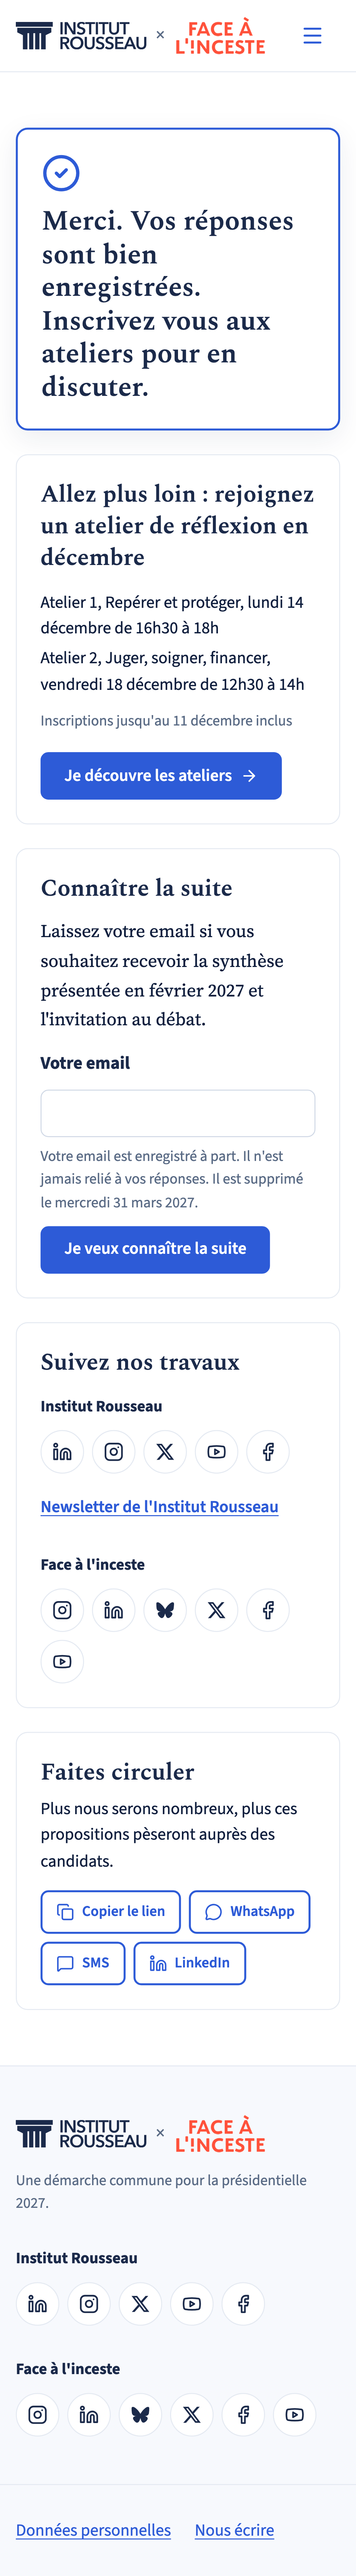 INSTITUT
ROUSSEAU
×
FACE À
L'!NCESTE
Merci. Vos réponses
sont bien
enregistrées.
Inscrivez vous aux
ateliers pour en
discuter.
Allez plus loin : rejoignez
un atelier de réflexion en
décembre
Atelier 1, Repérer et protéger, lundi 14
décembre de 16h30 à 18h
Atelier 2, Juger, soigner, financer,
vendredi 18 décembre de 12h30 à 14h
Inscriptions jusqu'au 11 décembre inclus
Je découvre les ateliers →
Connaître la suite
Laissez votre email si vous
souhaitez recevoir la synthèse
présentée en février 2027 et
l'invitation au débat.
Votre email
Votre email est enregistré à part. Il n'est
jamais relié à vos réponses. Il est supprimé
le mercredi 31 mars 2027.
Je veux connaître la suite
Suivez nos travaux
Institut Rousseau
Newsletter de l'Institut Rousseau
Face à l'inceste
Faites circuler
Plus nous serons nombreux, plus ces
propositions pèseront auprès des
candidats.
Copier le lien
WhatsApp
SMS
LinkedIn
INSTITUT
ROUSSEAU
×
FACE À
L'!NCESTE
Une démarche commune pour la présidentielle
2027.
Institut Rousseau
Face à l'inceste
Données personnelles
Nous écrire